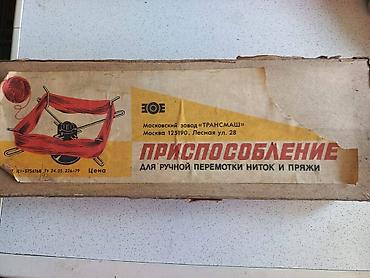 Московский завод «ТРАНСМАШ»
Москва 125190, Лесная ул. 28
ПРИСПОСОБЛЕНИЕ
ДЛЯ РУЧНОЙ ПЕРЕМОТКИ НИТОК И ПРЯЖИ
Цена